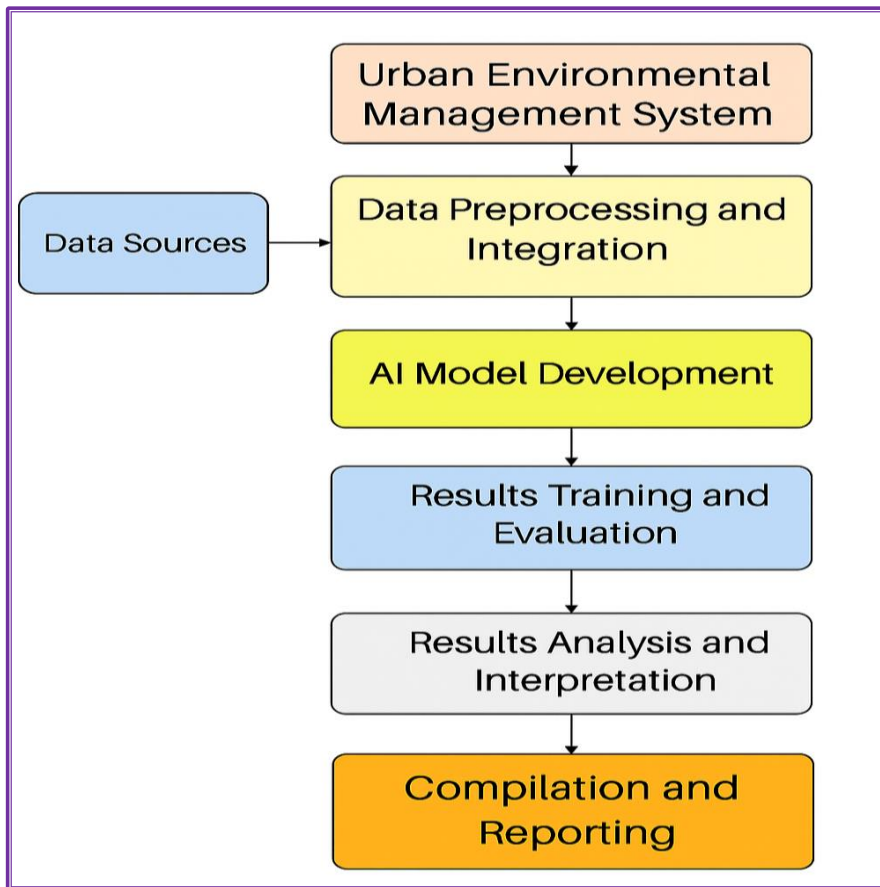 Urban Environmental
Management System
Data Sources
Data Preprocessing and
Integration
AI Model Development
Results Training and
Evaluation
Results Analysis and
Interpretation
Compilation and
Reporting